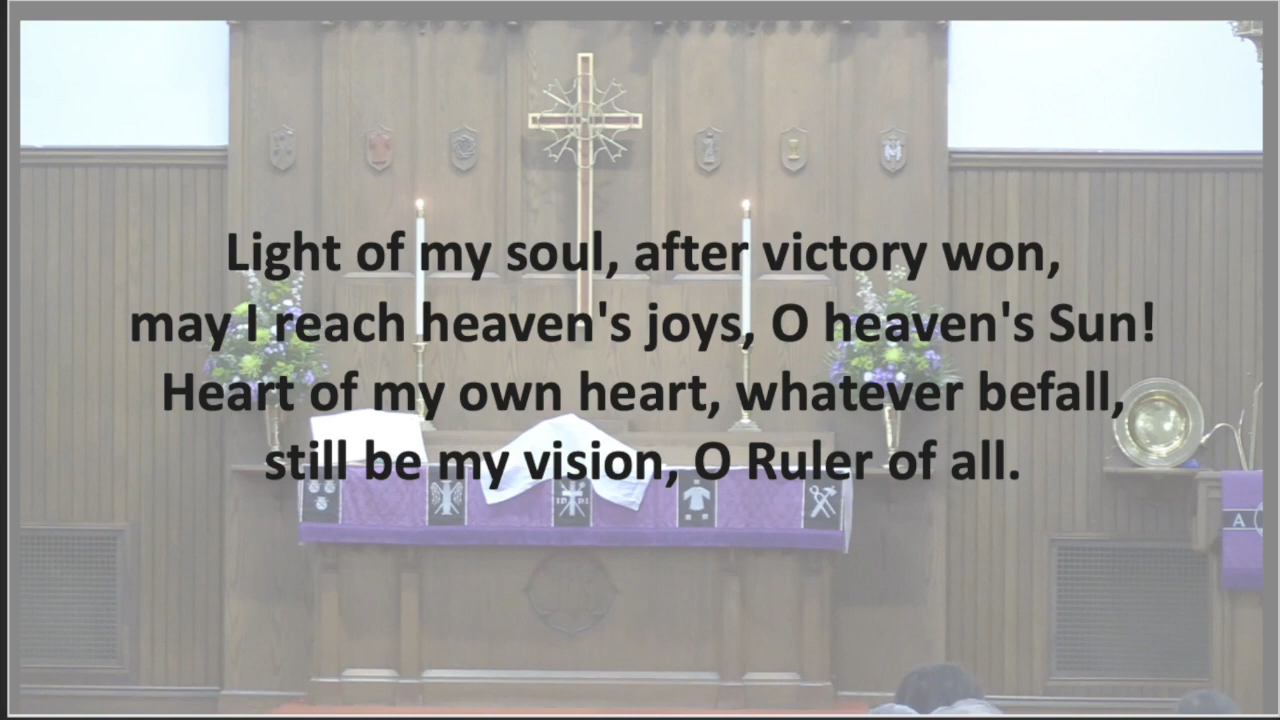 Light of my soul, after victory won,
may I reach heaven's joys, O heaven's Sun!
Heart of my own heart, whatever befall,
still be my vision, O Ruler of all.
A